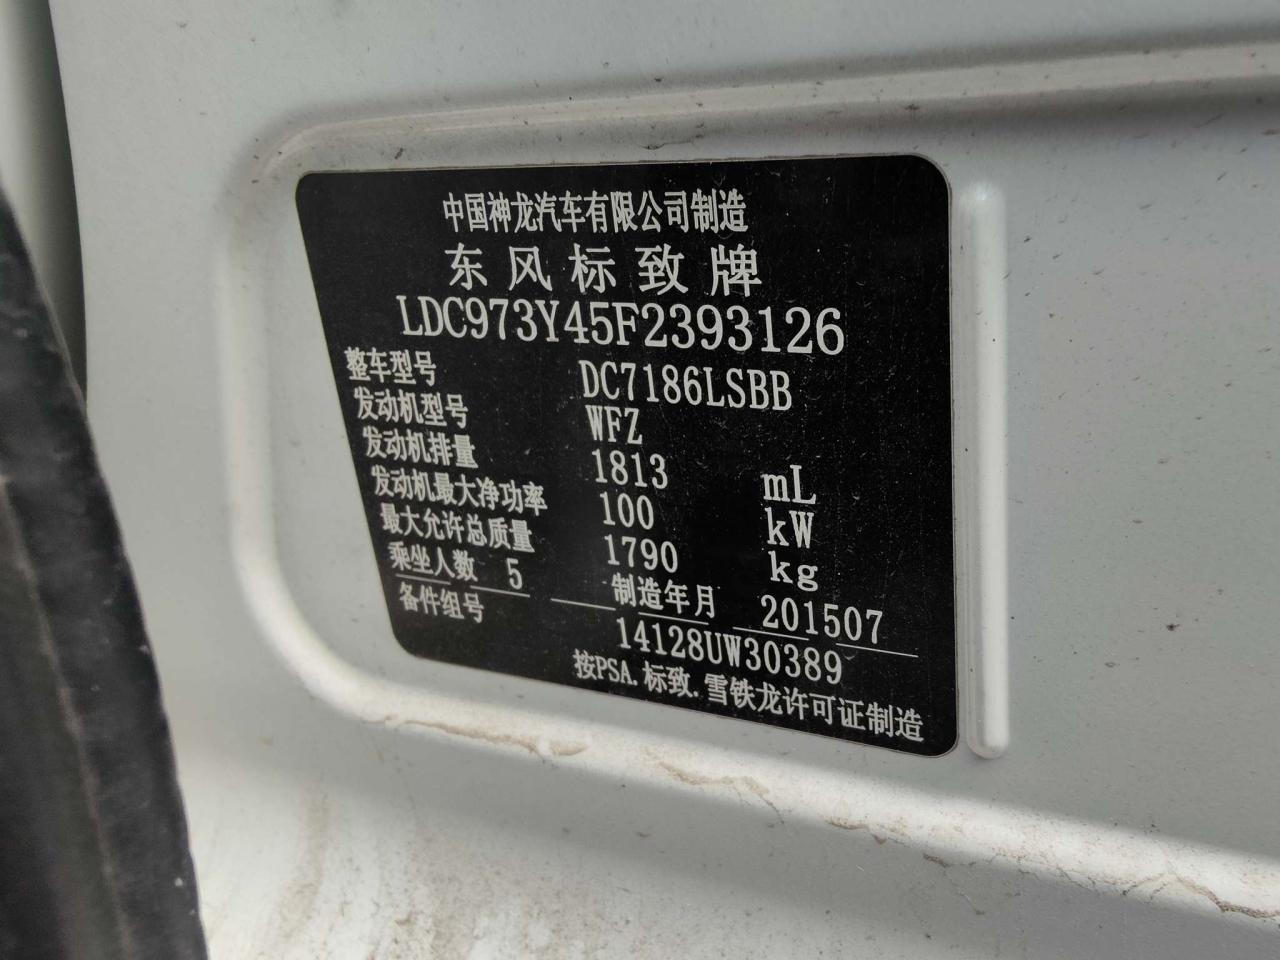 中国神龙汽车有限公司制造
东风标致牌
LDC973Y45F2393126
整车型号 DC7186LSBB
发动机型号 WFZ
发动机排量 1813 mL
发动机最大净功率 100 kW
最大允许总质量 1790 kg
乘坐人数 5 制造年月 201507
备件组号 14128UW30389
按PSA.标致.雪铁龙许可证制造